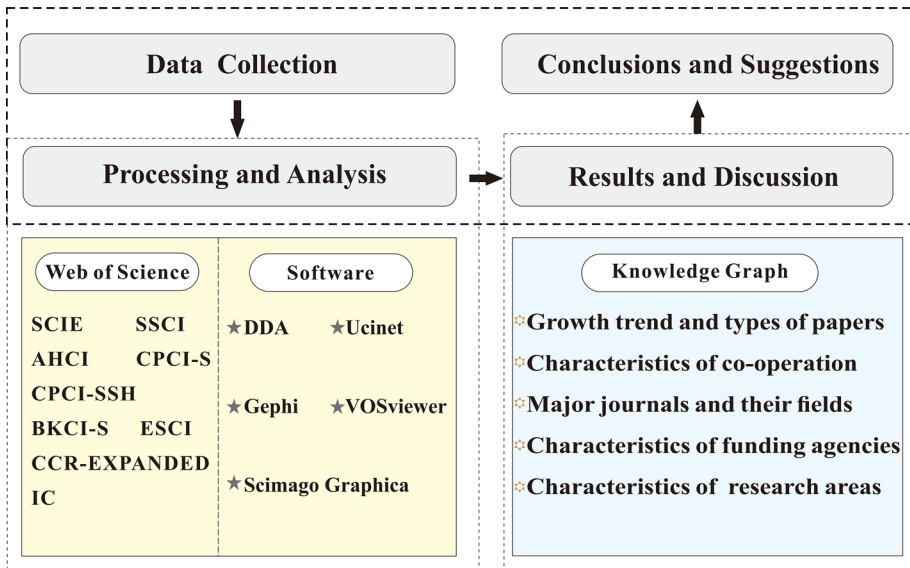 Data Collection
Conclusions and Suggestions
Processing and Analysis
Results and Discussion
Web of Science
SCIE SSCI
AHCI CPCI-S
CPCI-SSH
BKCI-S ESCI
CCR-EXPANDED
IC
Software
DDA Ucinet
Gephi VOSviewer
Scimago Graphica
Knowledge Graph
Growth trend and types of papers
Characteristics of co-operation
Major journals and their fields
Characteristics of funding agencies
Characteristics of research areas